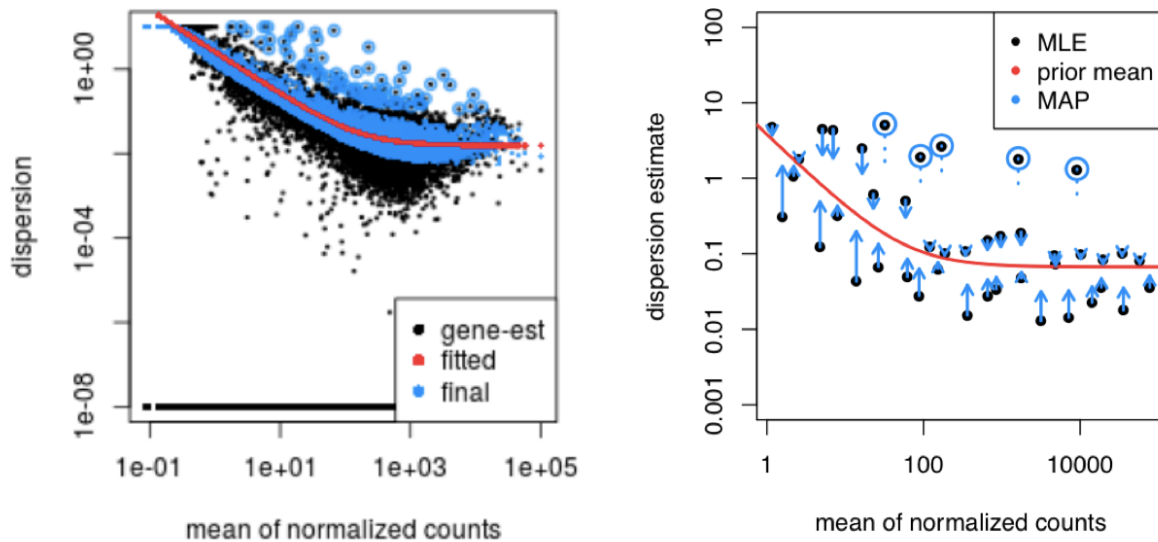 dispersion
1e+00
1e-04
1e-08
gene-est
fitted
final
1e-01
1e+01
1e+03
1e+05
mean of normalized counts
dispersion estimate
100
10
1
0.1
0.01
0.001
MLE
prior mean
MAP
1
100
10000
mean of normalized counts